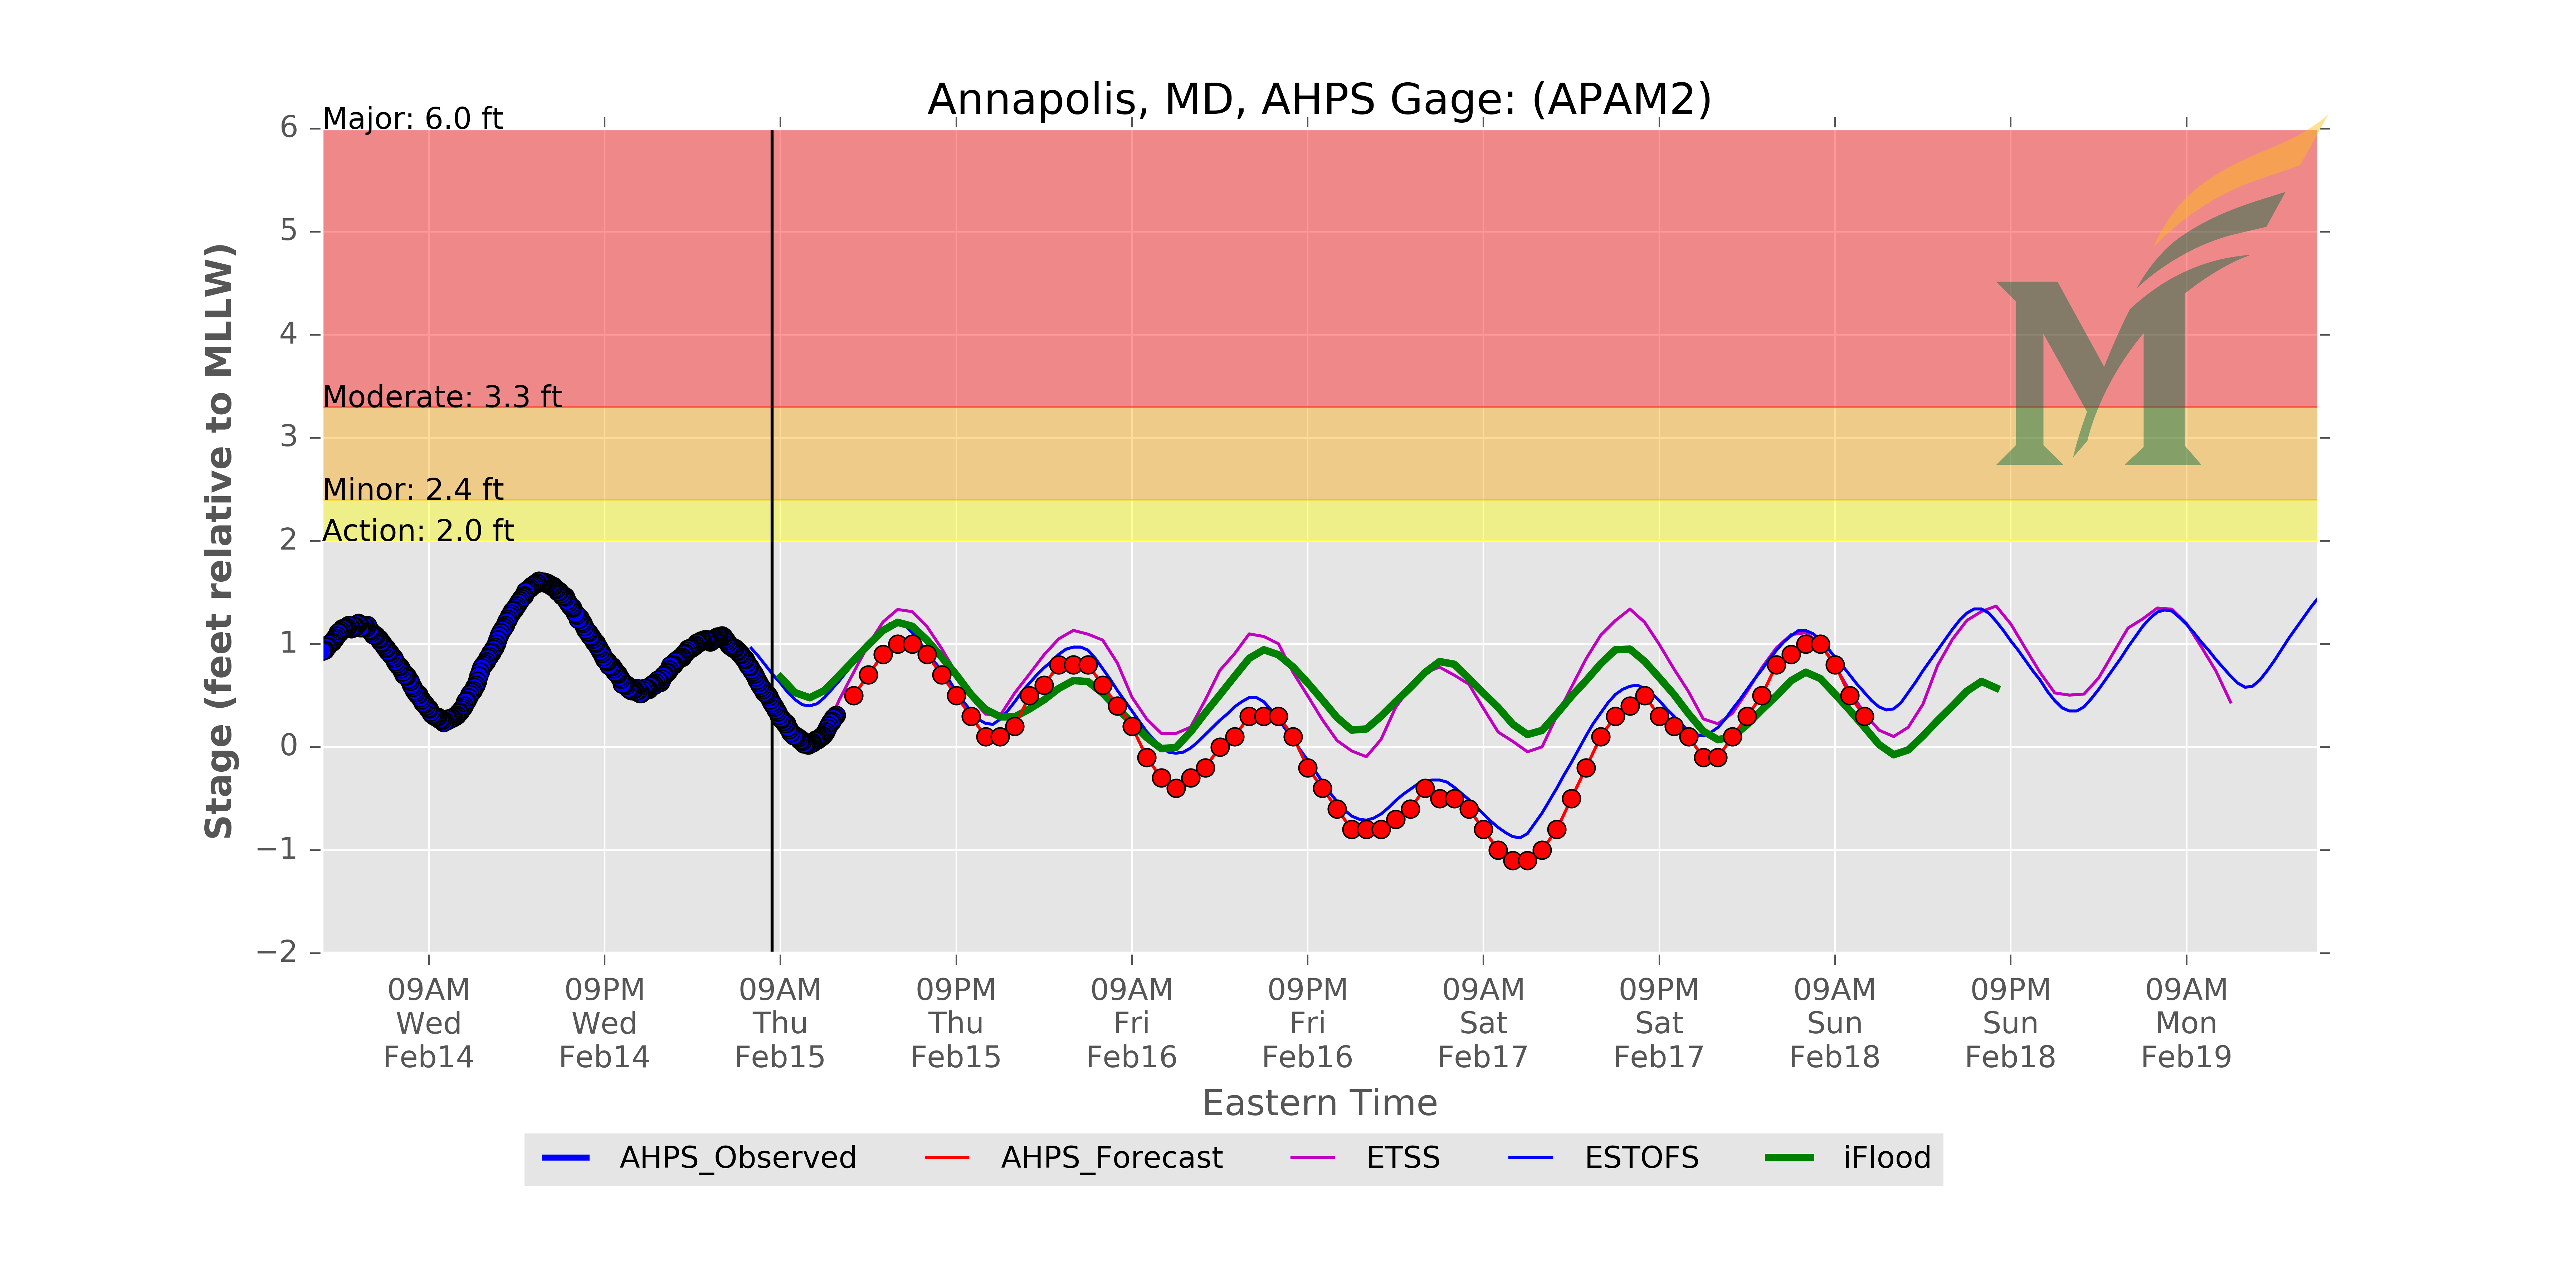 Annapolis, MD, AHPS Gage: (APAM2)
Major: 6.0 ft
Moderate: 3.3 ft
Minor: 2.4 ft
Action: 2.0 ft
Stage (feet relative to MLLW)
6
5
4
3
2
1
0
−1
−2
09AM 09PM 09AM 09PM 09AM 09PM 09AM 09PM 09AM 09PM 09AM
Wed Wed Thu Thu Fri Fri Sat Sat Sun Sun Mon
Feb14 Feb14 Feb15 Feb15 Feb16 Feb16 Feb17 Feb17 Feb18 Feb18 Feb19
Eastern Time
AHPS_Observed AHPS_Forecast ETSS ESTOFS iFlood
M